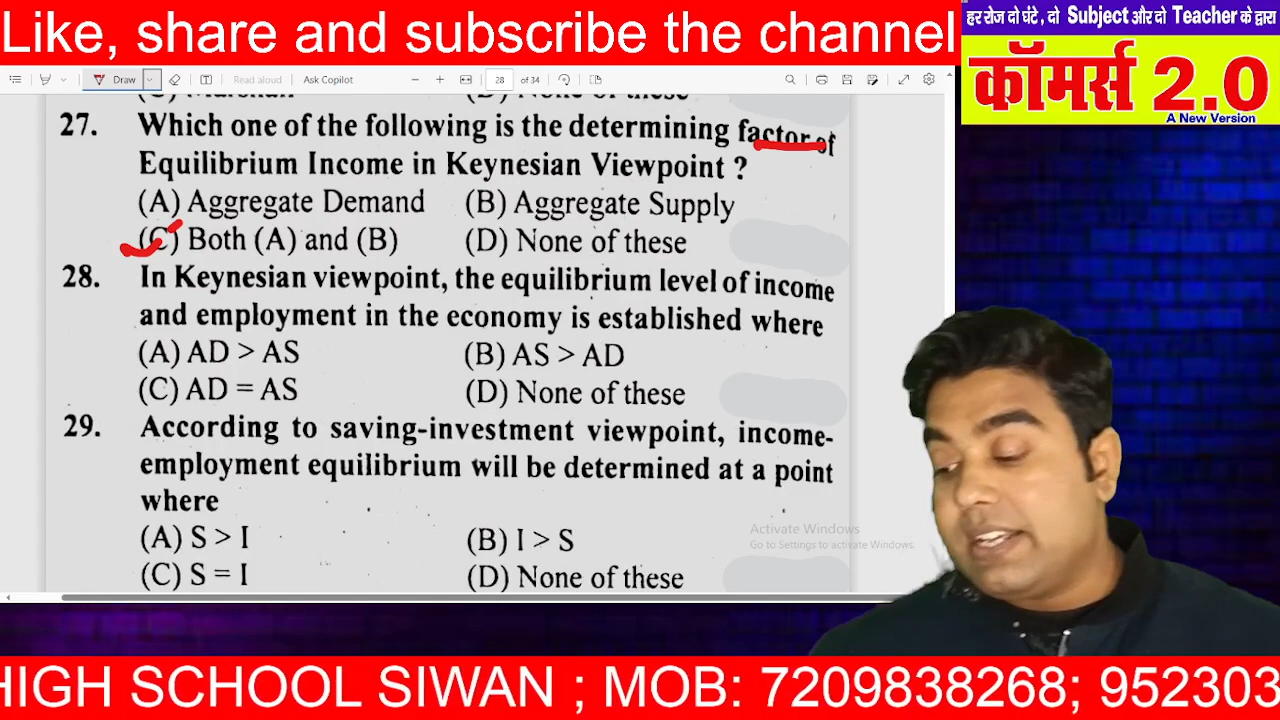 Like, share and subscribe the channel
हर रोज दो घंटे, दो Subject और दो Teacher के द्वारा
कॉमर्स 2.0
A New Version
Draw
Read aloud
Ask Copilot
28 of 34
(C) Marshall (D) None of these
27. Which one of the following is the determining factor of
Equilibrium Income in Keynesian Viewpoint ?
(A) Aggregate Demand (B) Aggregate Supply
(C) Both (A) and (B) (D) None of these
28. In Keynesian viewpoint, the equilibrium level of income
and employment in the economy is established where
(A) AD > AS (B) AS > AD
(C) AD = AS (D) None of these
29. According to saving-investment viewpoint, income-
employment equilibrium will be determined at a point
where
(A) S > I (B) I > S
(C) S = I (D) None of these
Activate Windows
Go to Settings to activate Windows.
HIGH SCHOOL SIWAN ; MOB: 7209838268; 952303